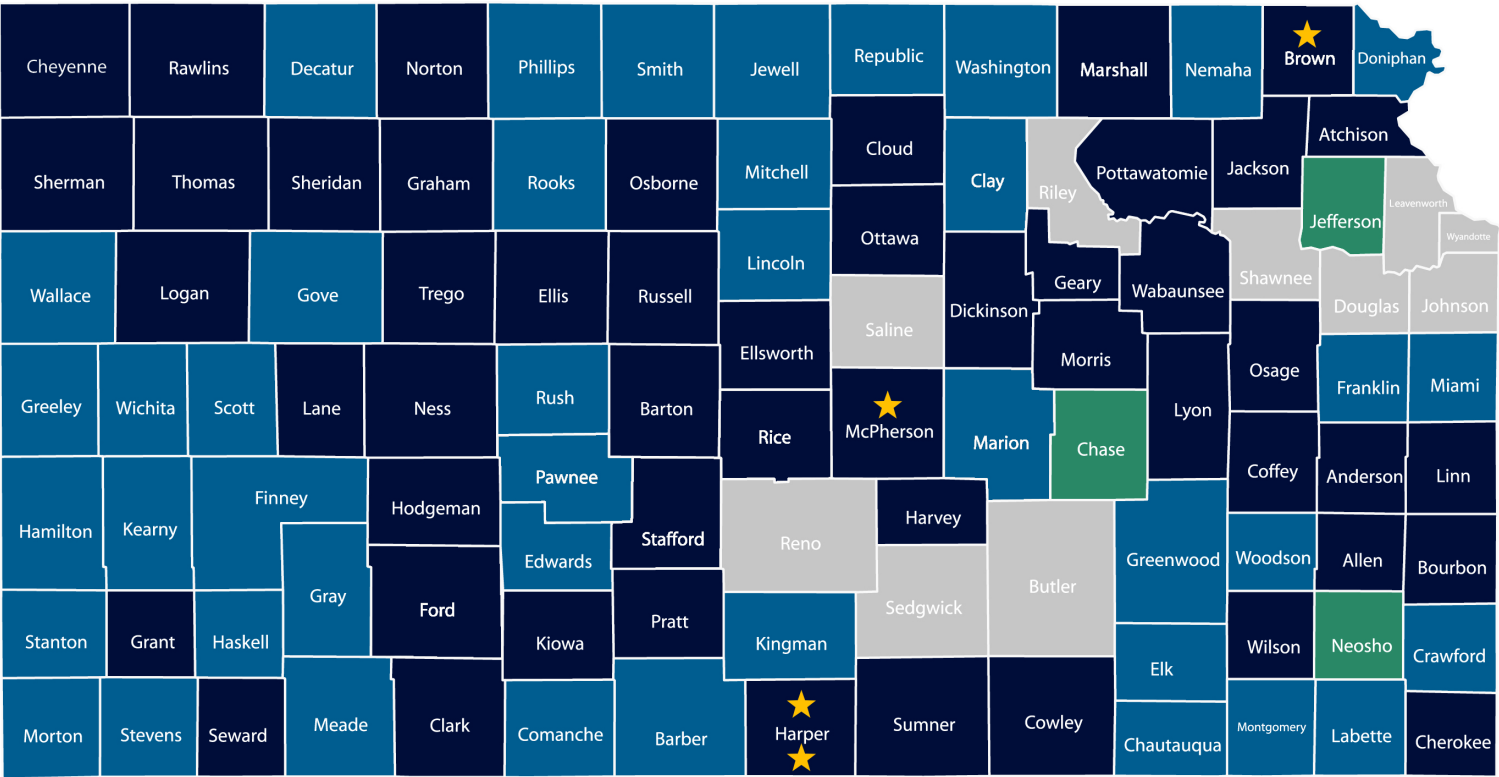 Cheyenne
Rawlins
Decatur
Norton
Phillips
Smith
Jewell
Republic
Washington
Marshall
Nemaha
Brown
Doniphan
Sherman
Thomas
Sheridan
Graham
Rooks
Osborne
Mitchell
Cloud
Clay
Riley
Pottawatomie
Jackson
Atchison
Jefferson
Leavenworth
Wyandotte
Wallace
Logan
Gove
Trego
Ellis
Russell
Lincoln
Ottawa
Saline
Dickinson
Geary
Wabaunsee
Shawnee
Douglas
Johnson
Greeley
Wichita
Scott
Lane
Ness
Rush
Barton
Ellsworth
Rice
McPherson
Marion
Morris
Chase
Lyon
Osage
Franklin
Miami
Hamilton
Kearny
Finney
Hodgeman
Pawnee
Edwards
Stafford
Reno
Harvey
Butler
Greenwood
Coffey
Anderson
Linn
Woodson
Allen
Bourbon
Stanton
Grant
Haskell
Gray
Ford
Kiowa
Pratt
Kingman
Sedgwick
Elk
Wilson
Neosho
Crawford
Morton
Stevens
Seward
Meade
Clark
Comanche
Barber
Harper
Sumner
Cowley
Chautauqua
Montgomery
Labette
Cherokee